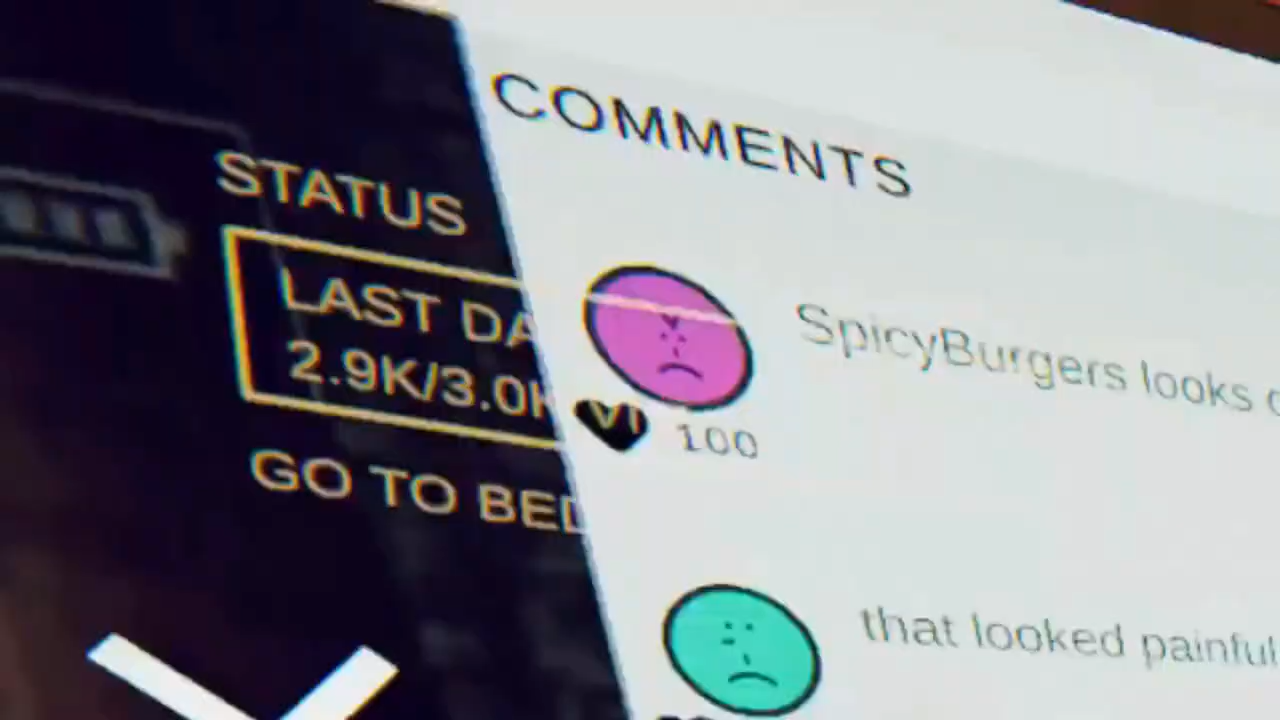 COMMENTS
STATUS
LAST DA
2.9K/3.0K
GO TO BED
SpicyBurgers looks
100
that looked painful